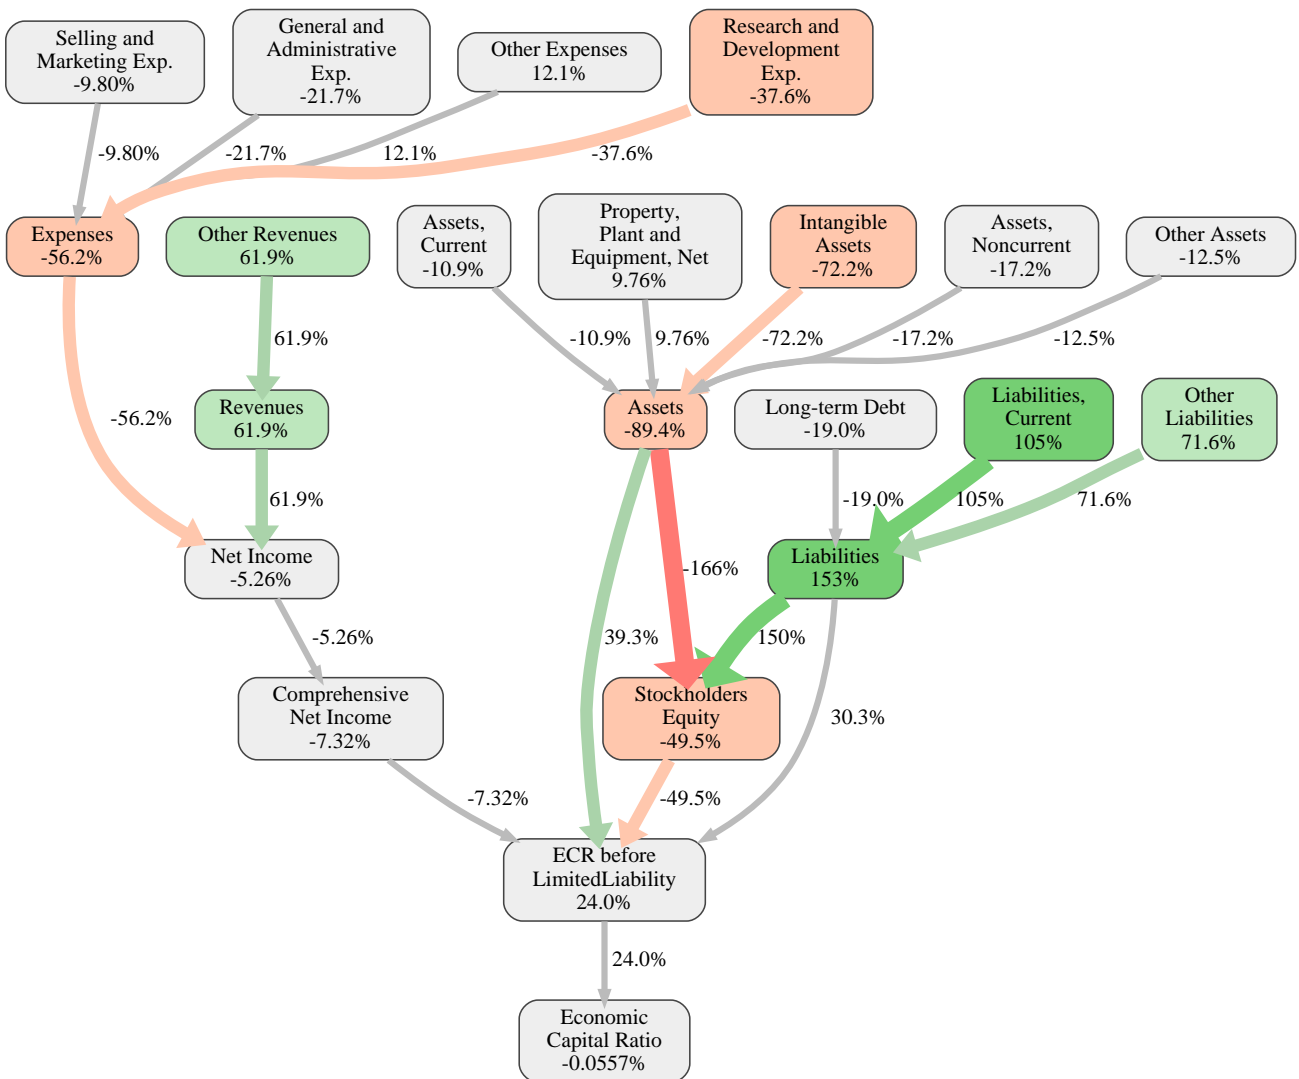 Selling and
Marketing Exp.
-9.80%
General and
Administrative
Exp.
-21.7%
Other Expenses
12.1%
Research and
Development
Exp.
-37.6%
-9.80%
-21.7%
12.1%
-37.6%
Expenses
-56.2%
Other Revenues
61.9%
Assets,
Current
-10.9%
Property,
Plant and
Equipment, Net
9.76%
Intangible
Assets
-72.2%
Assets,
Noncurrent
-17.2%
Other Assets
-12.5%
61.9%
-10.9%
9.76%
-72.2%
-17.2%
-12.5%
Revenues
61.9%
Assets
-89.4%
Long-term Debt
-19.0%
Liabilities,
Current
105%
Other
Liabilities
71.6%
-56.2%
61.9%
-19.0%
105%
71.6%
Net Income
-5.26%
-166%
Liabilities
153%
-5.26%
39.3%
150%
Comprehensive
Net Income
-7.32%
Stockholders
Equity
-49.5%
30.3%
-7.32%
-49.5%
ECR before
LimitedLiability
24.0%
24.0%
Economic
Capital Ratio
-0.0557%